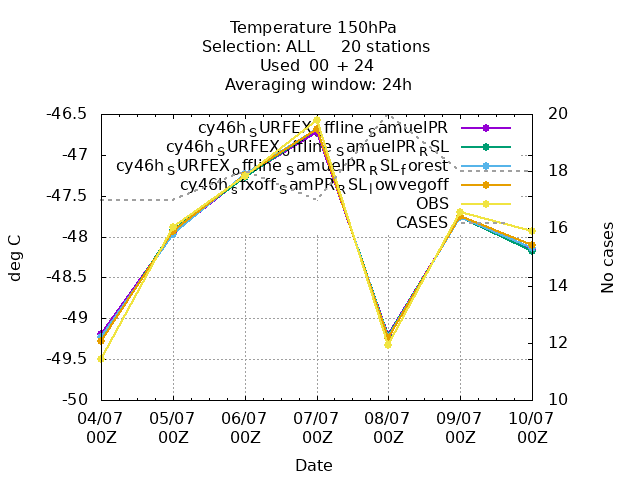 Temperature 150hPa
Selection: ALL     20 stations
Used  00  + 24
Averaging window: 24h
cy46h_SURFEX_offline_samuelPR
cy46h_SURFEX_offline_samuelPR_RSL
cy46h_SURFEX_offline_SamuelPR_RSL_forest
cy46h_sfxoff_SamPR_RSL_lowvegoff
OBS
CASES
-46.5
-47
-47.5
-48
-48.5
-49
-49.5
-50
20
18
16
14
12
10
deg C
No cases
04/07 05/07 06/07 07/07 08/07 09/07 10/07
00Z 00Z 00Z 00Z 00Z 00Z 00Z
Date